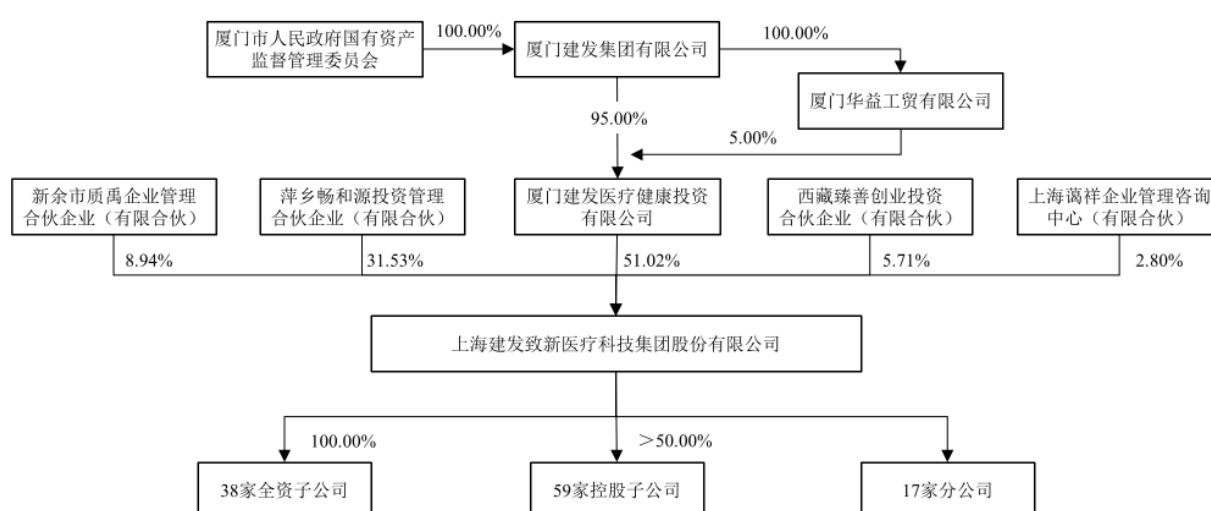 厦门市人民政府国有资产
监督管理委员会
100.00%
厦门建发集团有限公司
100.00%
厦门华益工贸有限公司
95.00%
5.00%
新余市质禹企业管理
合伙企业（有限合伙）
萍乡畅和源投资管理
合伙企业（有限合伙）
厦门建发医疗健康投资
有限公司
西藏臻善创业投资
合伙企业（有限合伙）
上海蔼祥企业管理咨询
中心（有限合伙）
8.94%
31.53%
51.02%
5.71%
2.80%
上海建发致新医疗科技集团股份有限公司
100.00%
＞50.00%
38家全资子公司
59家控股子公司
17家分公司